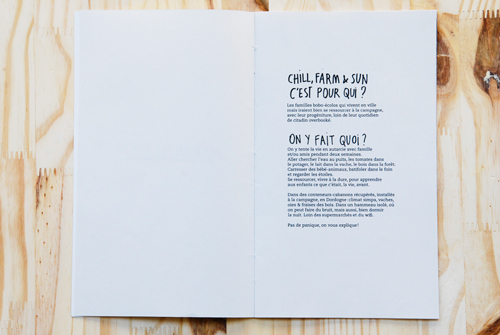 CHILL, FARM & SUN
C'EST POUR QUI ?
Les familles bobo-écolos qui vivent en ville
mais iraient bien se ressourcer à la campagne,
avec leur progéniture, loin de leur quotidien
de citadin overbooké.
ON Y FAIT QUOI ?
On y tente la vie en autarcie avec famille
et/ou amis pendant deux semaines.
Aller chercher l'eau au puits, les tomates dans
le potager, le lait dans la vache, le bois dans la forêt.
Carresser des bébé-animaux, batifoler dans le foin
et regarder les étoiles.
Se ressourcer, vivre à la dure, pour apprendre
aux enfants ce que c'était, la vie, avant.
Dans des conteneurs-cabanons récupérés, installés
à la campagne, en Dordogne : climat sympa, vaches,
oies & fraises des bois. Dans un hammeau isolé, où
on peut faire du bruit, mais aussi, bien dormir
la nuit. Loin des supermarchés et du wifi.
Pas de panique, on vous explique !